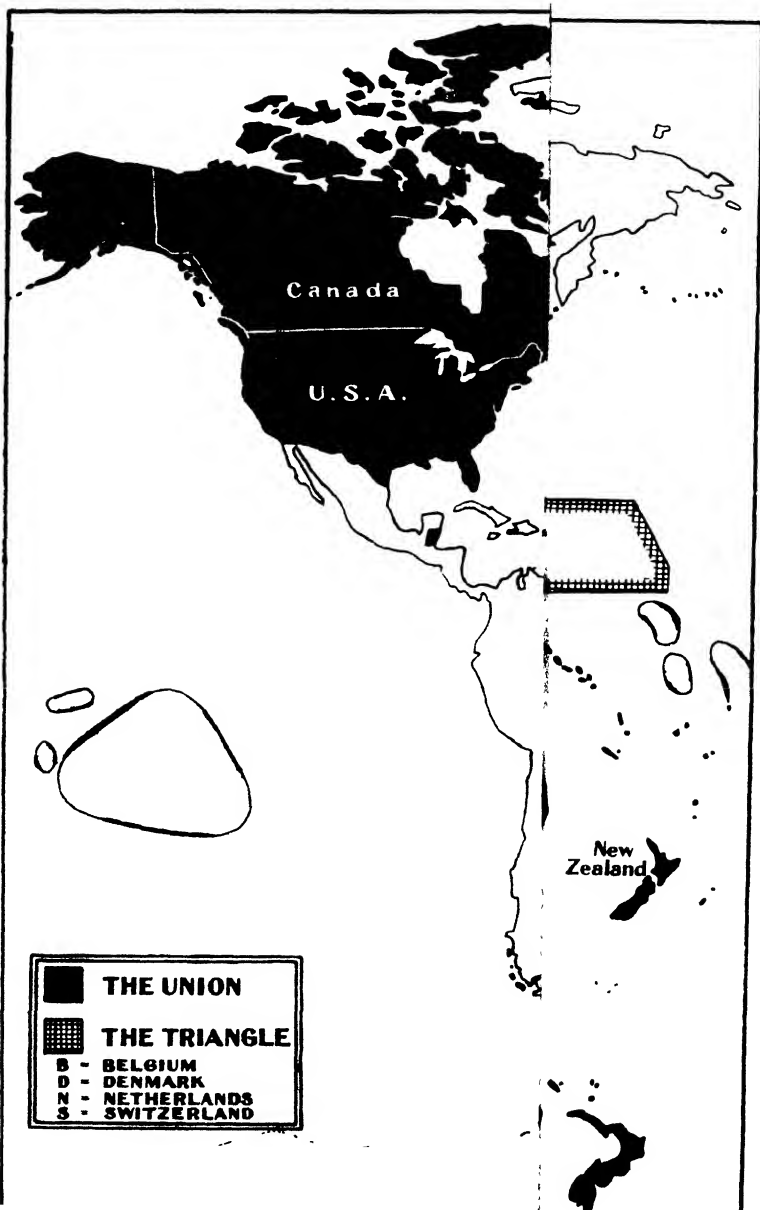 Canada
U.S.A.
New
Zealand
THE UNION
THE TRIANGLE
B - BELGIUM
D - DENMARK
N - NETHERLANDS
S - SWITZERLAND